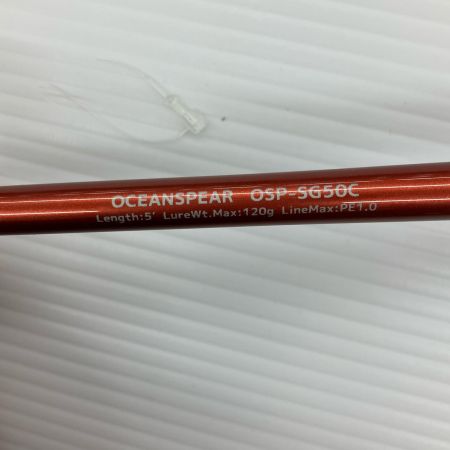 OCEANSPEAR OSP-SG50C
Length:5' LureWt.Max:120g LineMax:PE1.0